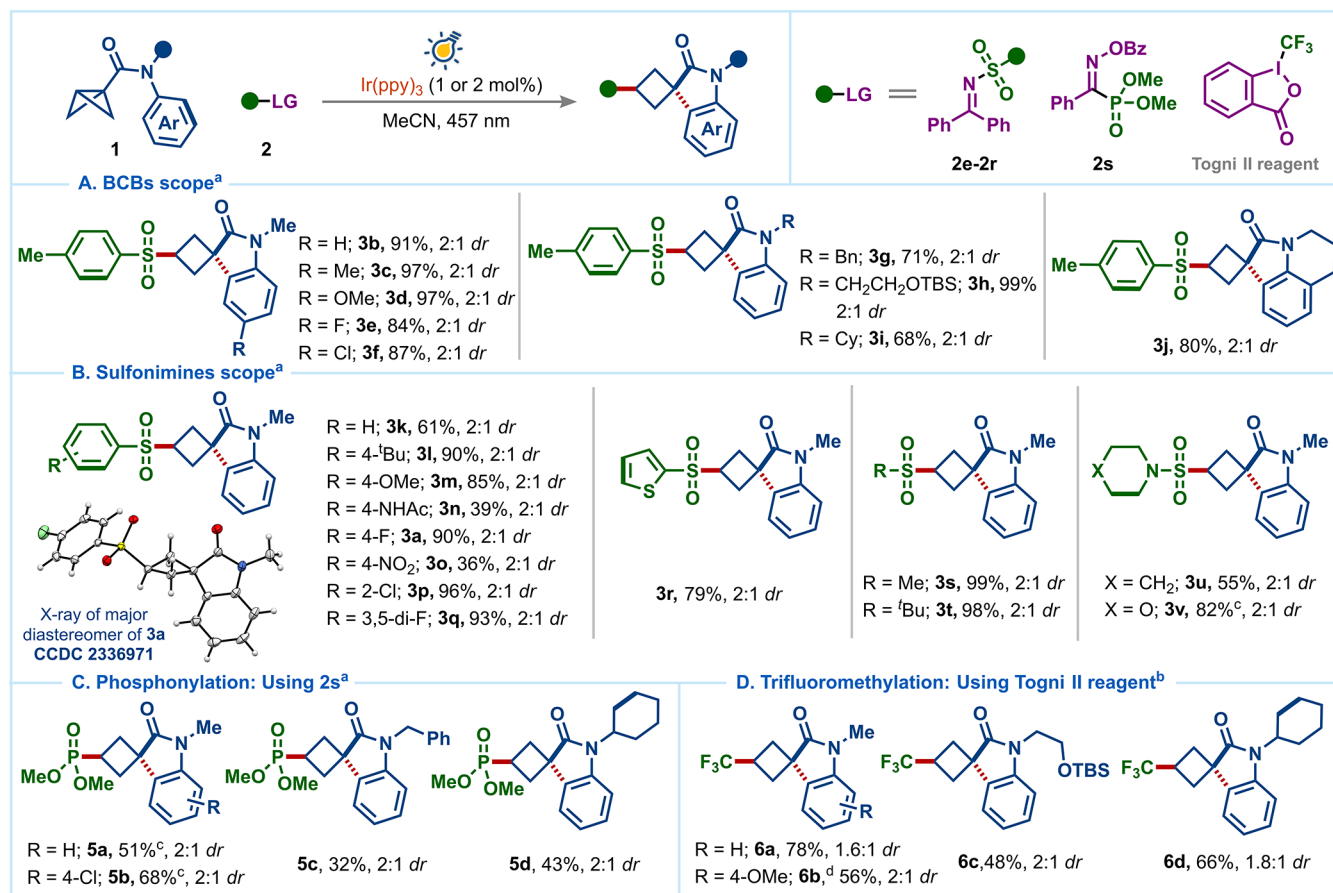 O
N
Ar
1
LG
2
Ir(ppy)3 (1 or 2 mol%)
MeCN, 457 nm
O
N
Ar
LG
O
S
O
N
Ph
Ph
2e-2r
OBz
N
Ph
P
OMe
OMe
O
2s
CF3
I
O
O
Togni II reagent
A. BCBs scopea
Me
O
S
O
O
N
Me
R
R = H; 3b, 91%, 2:1 dr
R = Me; 3c, 97%, 2:1 dr
R = OMe; 3d, 97%, 2:1 dr
R = F; 3e, 84%, 2:1 dr
R = Cl; 3f, 87%, 2:1 dr
Me
O
S
O
O
N
R
R = Bn; 3g, 71%, 2:1 dr
R = CH2CH2OTBS; 3h, 99%
2:1 dr
R = Cy; 3i, 68%, 2:1 dr
Me
O
S
O
O
N
3j, 80%, 2:1 dr
B. Sulfonimines scopea
R
O
S
O
O
N
Me
X-ray of major
diastereomer of 3a
CCDC 2336971
R = H; 3k, 61%, 2:1 dr
R = 4-tBu; 3l, 90%, 2:1 dr
R = 4-OMe; 3m, 85%, 2:1 dr
R = 4-NHAc; 3n, 39%, 2:1 dr
R = 4-F; 3a, 90%, 2:1 dr
R = 4-NO2; 3o, 36%, 2:1 dr
R = 2-Cl; 3p, 96%, 2:1 dr
R = 3,5-di-F; 3q, 93%, 2:1 dr
S
O
S
O
O
N
Me
3r, 79%, 2:1 dr
R
O
S
O
O
N
Me
R = Me; 3s, 99%, 2:1 dr
R = tBu; 3t, 98%, 2:1 dr
X
N
O
S
O
O
N
Me
X = CH2; 3u, 55%, 2:1 dr
X = O; 3v, 82%c, 2:1 dr
C. Phosphonylation: Using 2sa
O
P
MeO
OMe
O
N
Me
R
R = H; 5a, 51%c, 2:1 dr
R = 4-Cl; 5b, 68%c, 2:1 dr
O
P
MeO
OMe
O
N
Ph
5c, 32%, 2:1 dr
O
P
MeO
OMe
O
N
5d, 43%, 2:1 dr
D. Trifluoromethylation: Using Togni II reagentb
F3C
O
N
Me
R
R = H; 6a, 78%, 1.6:1 dr
R = 4-OMe; 6b,d 56%, 2:1 dr
F3C
O
N
OTBS
6c,48%, 2:1 dr
F3C
O
N
6d, 66%, 1.8:1 dr